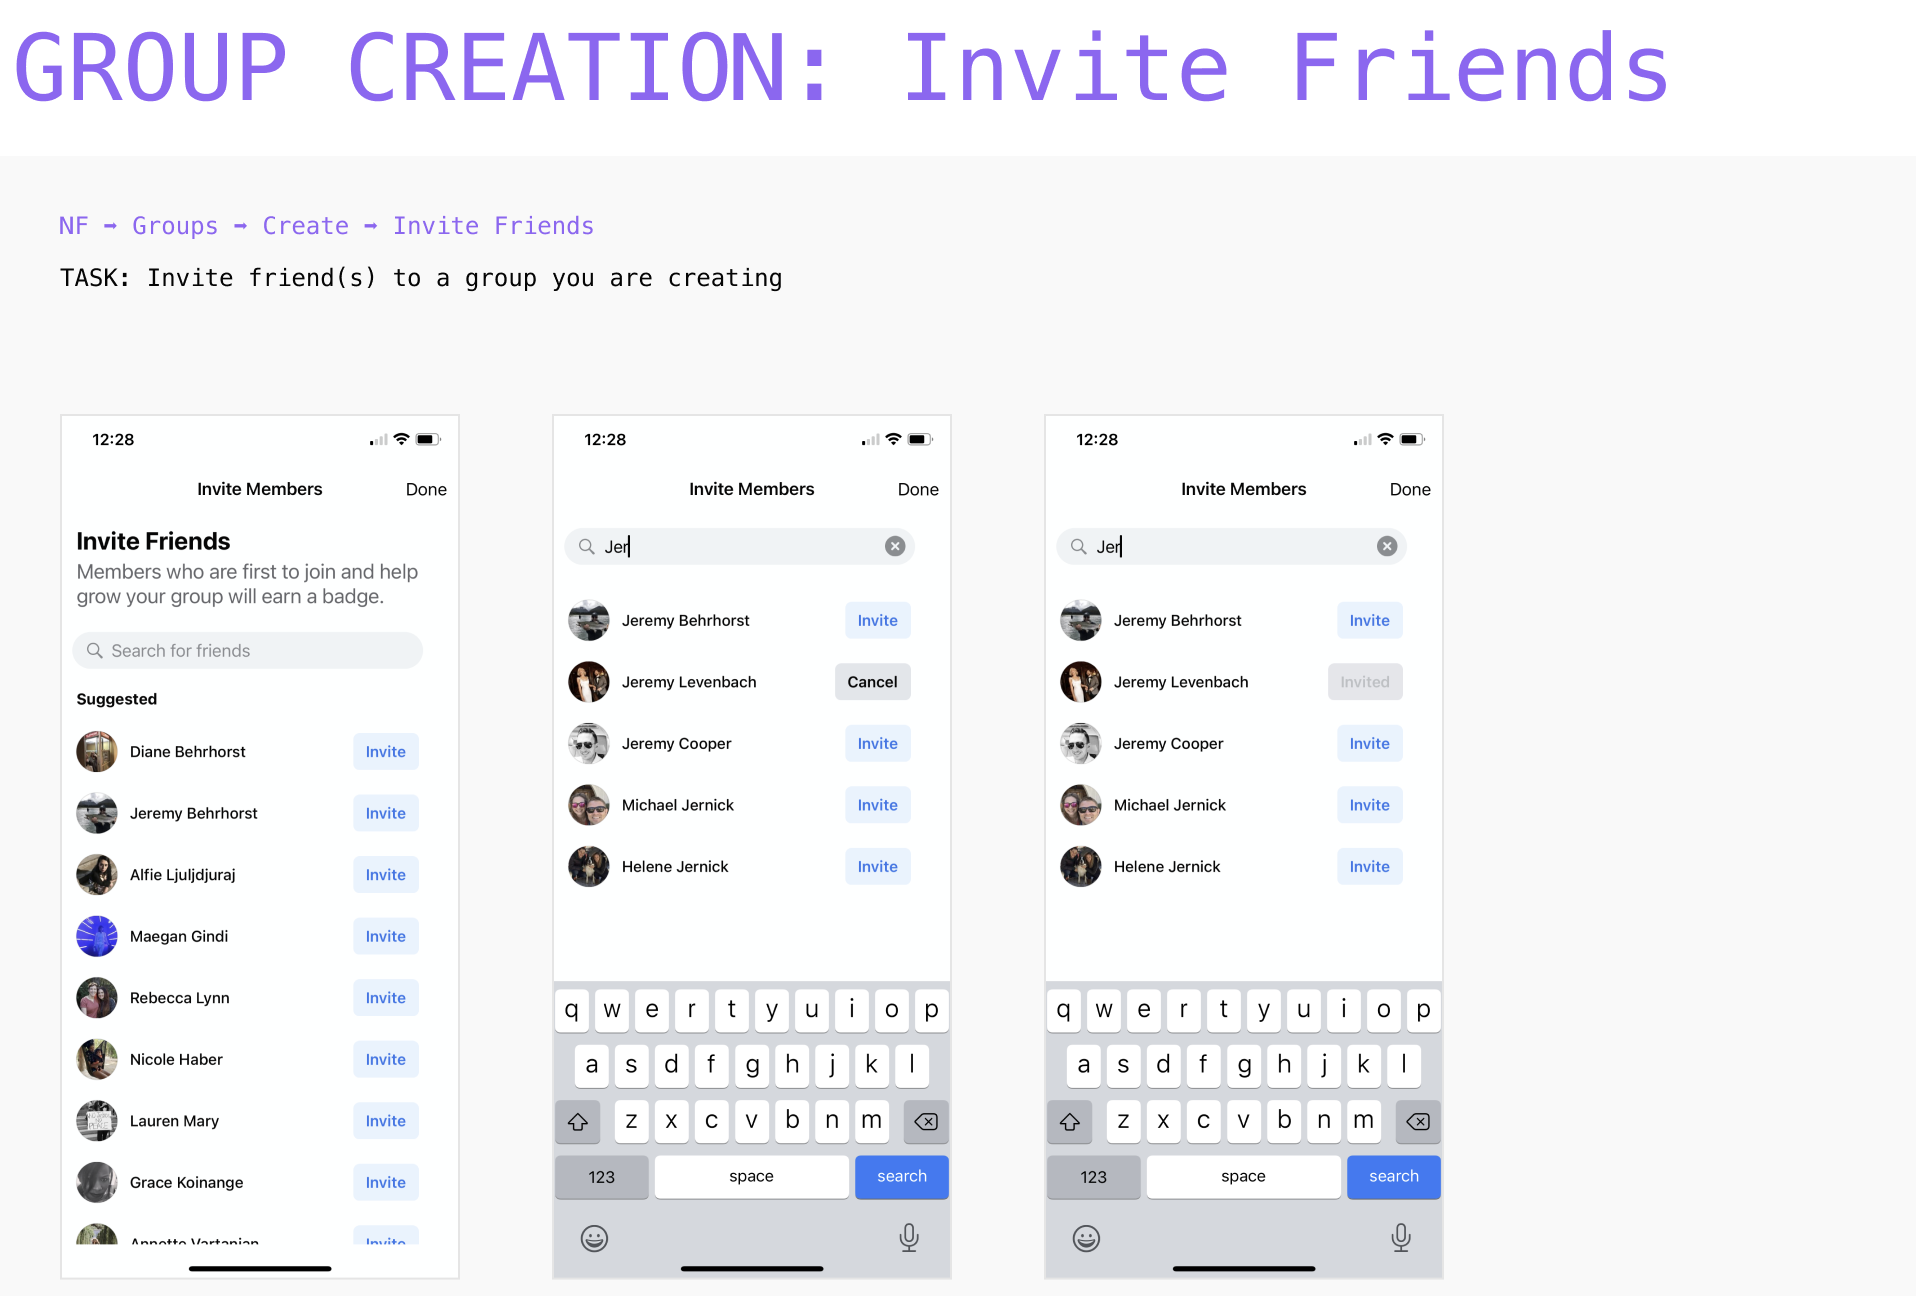 GROUP CREATION: Invite Friends
NF ➡ Groups ➡ Create ➡ Invite Friends
TASK: Invite friend(s) to a group you are creating
12:28
Invite Members Done
Invite Friends
Members who are first to join and help
grow your group will earn a badge.
Search for friends
Suggested
Diane Behrhorst Invite
Jeremy Behrhorst Invite
Alfie Ljuljdjuraj Invite
Maegan Gindi Invite
Rebecca Lynn Invite
Nicole Haber Invite
Lauren Mary Invite
Grace Koinange Invite
Annette Vartanian Invite
12:28
Invite Members Done
Jer
Jeremy Behrhorst Invite
Jeremy Levenbach Cancel
Jeremy Cooper Invite
Michael Jernick Invite
Helene Jernick Invite
q w e r t y u i o p
a s d f g h j k l
z x c v b n m
123 space search
12:28
Invite Members Done
Jer
Jeremy Behrhorst Invite
Jeremy Levenbach Invited
Jeremy Cooper Invite
Michael Jernick Invite
Helene Jernick Invite
q w e r t y u i o p
a s d f g h j k l
z x c v b n m
123 space search